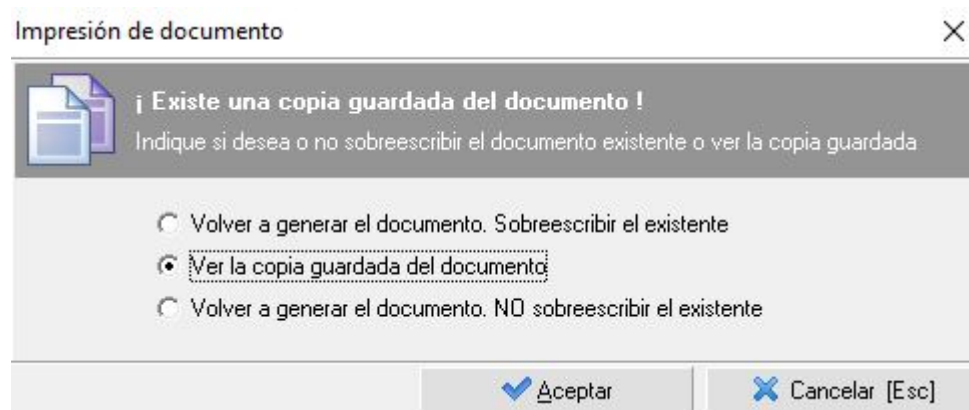 Impresión de documento
¡ Existe una copia guardada del documento !
Indique si desea o no sobreescribir el documento existente o ver la copia guardada
Volver a generar el documento. Sobreescribir el existente
Ver la copia guardada del documento
Volver a generar el documento. NO sobreescribir el existente
Aceptar Cancelar [Esc]